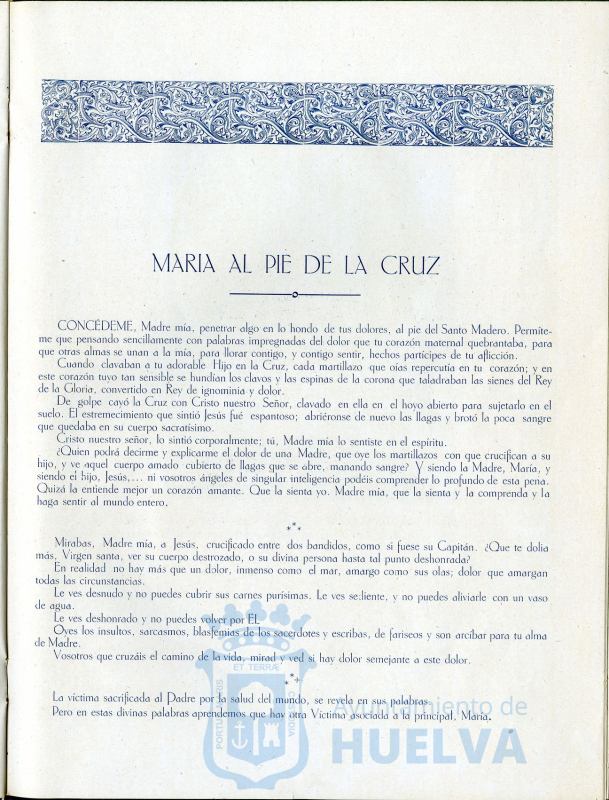 MARIA AL PIE DE LA CRUZ
CONCÉDEME, Madre mía, penetrar algo en lo hondo de tus dolores, al pie del Santo Madero. Permíte-
me que pensando sencillamente con palabras impregnadas del dolor que tu corazón maternal quebrantaba, para
que otras almas se unan a la mía, para llorar contigo, y contigo sentir, hechos partícipes de tu aflicción.
Cuando clavaban a tu adorable Hijo en la Cruz, cada martillazo que oías repercutía en tu corazón; y en
este corazón tuyo tan sensible se hundían los clavos y las espinas de la corona que taladraban las sienes del Rey
de la Gloria, convertido en Rey de ignominia y dolor.
De golpe cayó la Cruz con Cristo nuestro Señor, clavado en ella en el hoyo abierto para sujetarlo en el
suelo. El estremecimiento que sintió Jesús fué espantoso; abriéronse de nuevo las llagas y brotó la poca sangre
que quedaba en su cuerpo sacratísimo.
Cristo nuestro señor, lo sintió corporalmente; tú, Madre mía lo sentiste en el espíritu.
¿Quien podrá decirme y explicarme el dolor de una Madre, que oye los martillazos con que crucifican a su
hijo, y ve aquel cuerpo amado cubierto de llagas que se abre, manando sangre? Y siendo la Madre, María, y
siendo el hijo, Jesús,... ni vosotros ángeles de singular inteligencia podéis comprender lo profundo de esta pena.
Quizá la entiende mejor un corazón amante. Que la sienta yo. Madre mía, que la sienta y la comprenda y la
haga sentir al mundo entero.
***
Mirabas, Madre mía, a Jesús, crucificado entre dos bandidos, como si fuese su Capitán. ¿Que te dolía
más, Virgen santa, ver su cuerpo destrozado, o su divina persona hasta tal punto deshonrada?
En realidad no hay más que un dolor, inmenso como el mar, amargo como sus olas; dolor que amargan
todas las circunstancias.
Le ves desnudo y no puedes cubrir sus carnes purísimas. Le ves sediento, y no puedes aliviarle con un vaso
de agua.
Le ves deshonrado y no puedes volver por EL
Oyes los insultos, sarcasmos, blasfemias de los sacerdotes y escribas, de fariseos y son arcíbar para tu alma
de Madre.
Vosotros que cruzáis el camino de la vida, mirad y ved si hay dolor semejante a este dolor.
***
La víctima sacrificada al Padre por la salud del mundo, se revela en sus palabras.
Pero en estas divinas palabras aprendemos que hay otra Víctima asociada a la principal. María.
ET TERRÆ
PORTUS MARIS
CUSTODIA
Ayuntamiento de
HUELVA